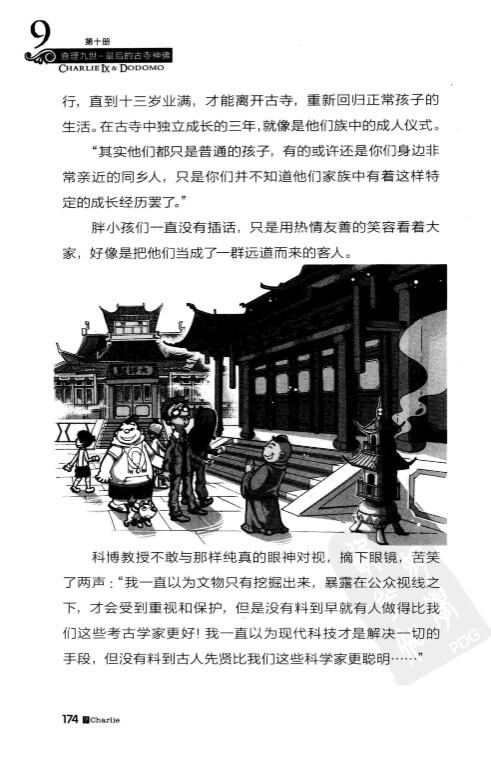 9
第十册
查理九世·最后的古寺神佛
CHARLIE IX & DODOMO
行，直到十三岁业满，才能离开古寺，重新回归正常孩子的
生活。在古寺中独立成长的三年，就像是他们族中的成人仪式。
“其实他们都只是普通的孩子，有的或许还是你们身边非
常亲近的同乡人，只是你们并不知道他们家族中有着这样特
定的成长经历罢了。”
胖小孩们一直没有插话，只是用热情友善的笑容看着大
家，好像是把他们当成了一群远道而来的客人。
科博教授不敢与那样纯真的眼神对视，摘下眼镜，苦笑
了两声：“我一直以为文物只有挖掘出来，暴露在公众视线之
下，才会受到重视和保护，但是没有料到早就有人做得比我
们这些考古学家更好！我一直以为现代科技才是解决一切的
手段，但没有料到古人先贤比我们这些科学家更聪明……”
PDG
174 Charlie